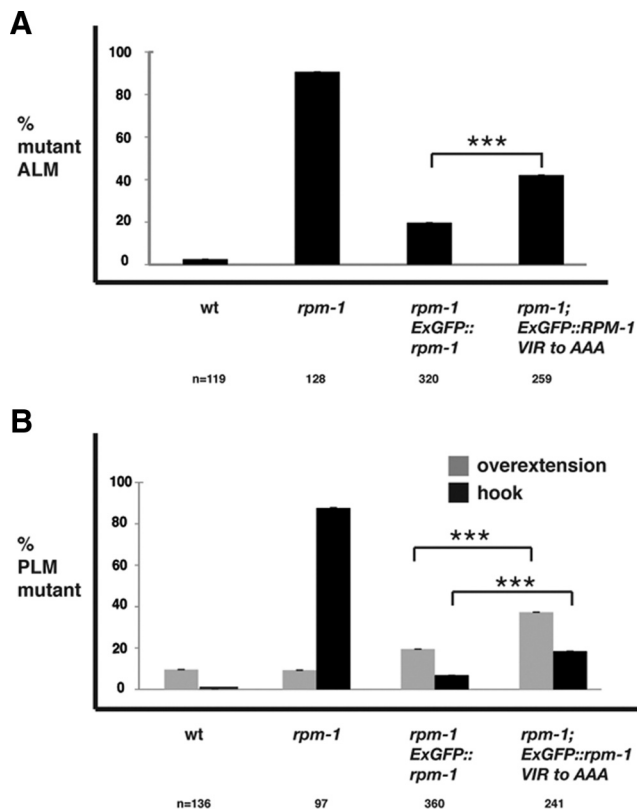 A
%
mutant
ALM
100
80
60
40
20
0
***
wt
rpm-1
rpm-1
ExGFP::
rpm-1
rpm-1;
ExGFP::RPM-1
VIR to AAA
n=119
128
320
259
B
%
PLM
mutant
100
80
60
40
20
0
overextension
hook
***
***
wt
rpm-1
rpm-1
ExGFP::
rpm-1
rpm-1;
ExGFP::rpm-1
VIR to AAA
n=136
97
360
241